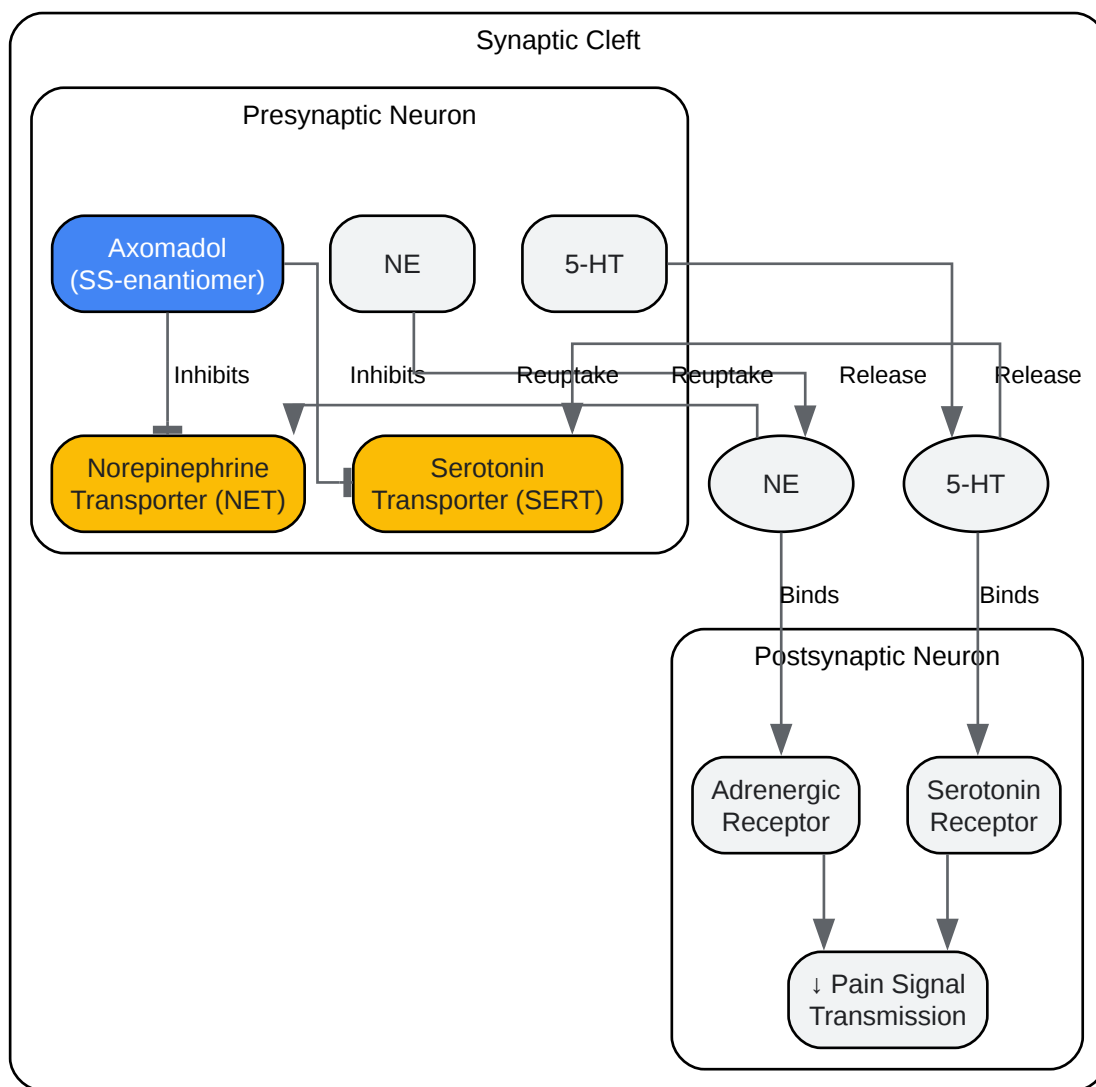 Synaptic Cleft
Presynaptic Neuron
Axomadol
(SS-enantiomer)
NE
5-HT
Inhibits
Inhibits
Reuptake
Reuptake
Release
Release
Norepinephrine
Transporter (NET)
Serotonin
Transporter (SERT)
NE
5-HT
Binds
Binds
Postsynaptic Neuron
Adrenergic
Receptor
Serotonin
Receptor
↓ Pain Signal
Transmission